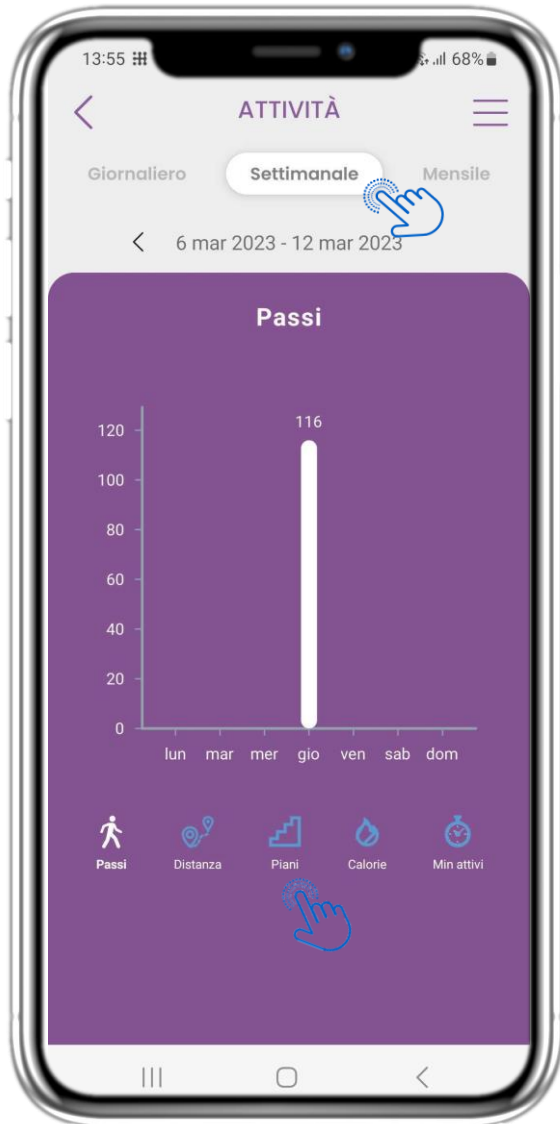 13:55 68%
ATTIVITÀ
Giornaliero Settimanale Mensile
6 mar 2023 - 12 mar 2023
Passi
116
120
100
80
60
40
20
0
lun mar mer gio ven sab dom
Passi Distanza Piani Calorie Min attivi